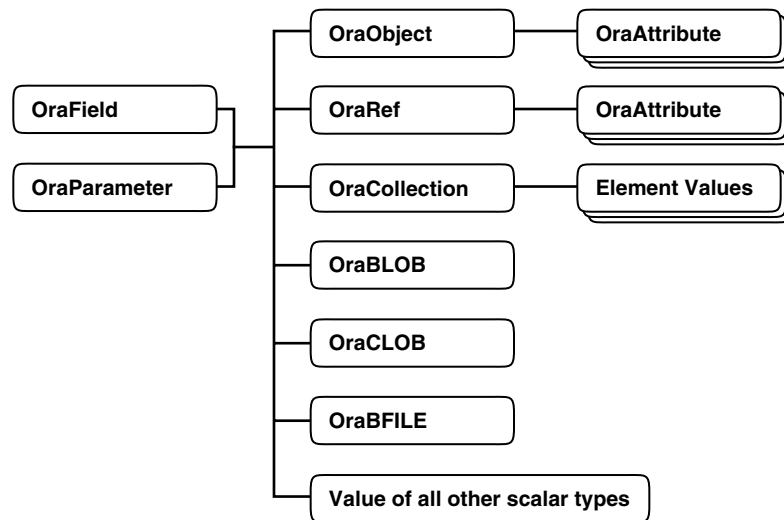 OraField
OraParameter
OraObject
OraAttribute
OraRef
OraAttribute
OraCollection
Element Values
OraBLOB
OraCLOB
OraBFILE
Value of all other scalar types